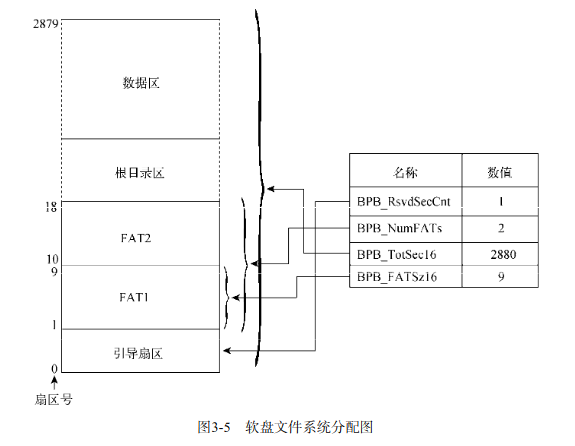 2879
数据区
根目录区
18
FAT2
10
9
FAT1
1
引导扇区
0
扇区号
名称 数值
BPB_RsvdSecCnt 1
BPB_NumFATs 2
BPB_TotSec16 2880
BPB_FATSz16 9
图3-5 软盘文件系统分配图